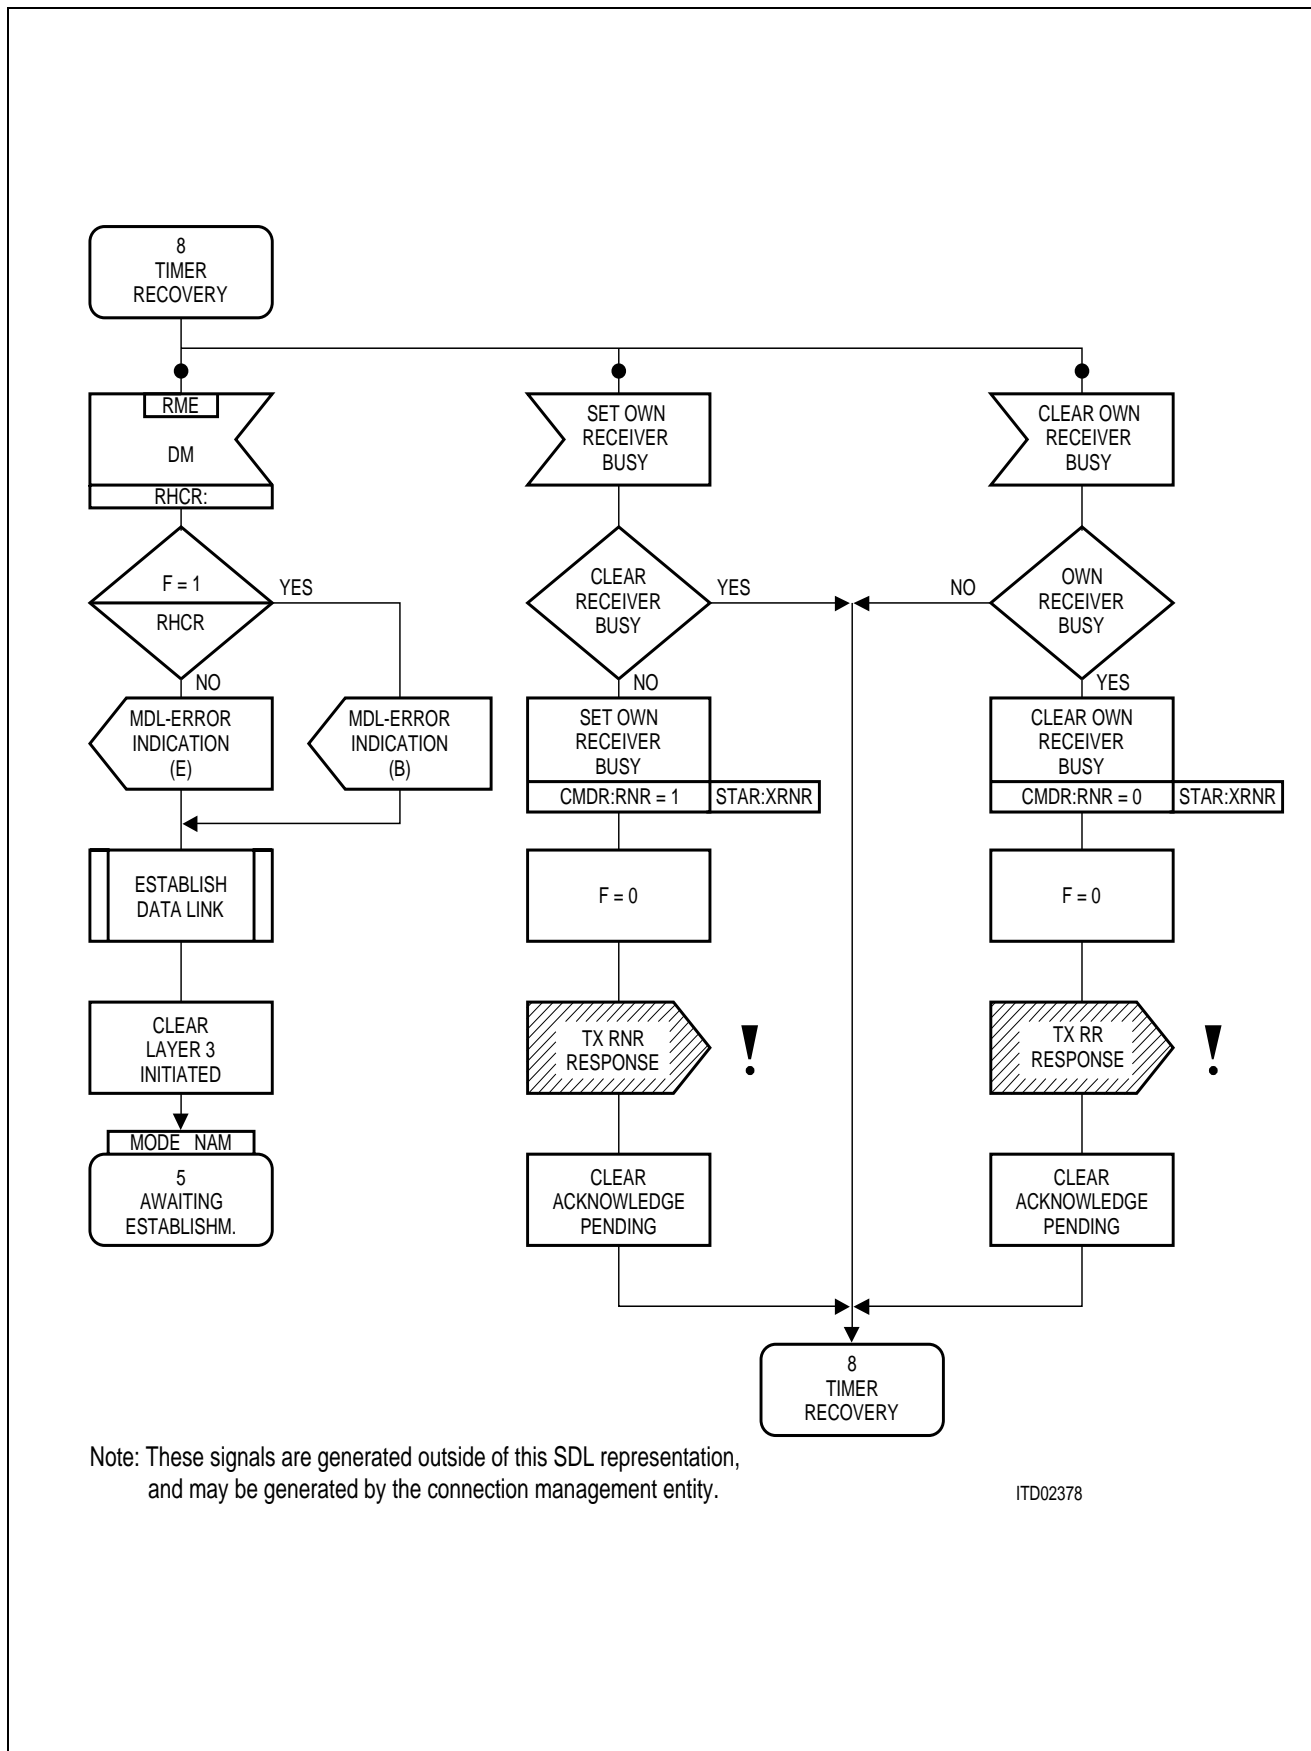 8
TIMER
RECOVERY
RME
DM
RHCR:
SET OWN
RECEIVER
BUSY
CLEAR OWN
RECEIVER
BUSY
F = 1
RHCR
YES
NO
CLEAR
RECEIVER
BUSY
YES
NO
NO
OWN
RECEIVER
BUSY
YES
MDL-ERROR
INDICATION
(E)
MDL-ERROR
INDICATION
(B)
SET OWN
RECEIVER
BUSY
CMDR:RNR = 1
STAR:XRNR
CLEAR OWN
RECEIVER
BUSY
CMDR:RNR = 0
STAR:XRNR
ESTABLISH
DATA LINK
F = 0
F = 0
CLEAR
LAYER 3
INITIATED
TX RNR
RESPONSE
!
TX RR
RESPONSE
!
MODE NAM
5
AWAITING
ESTABLISHM.
CLEAR
ACKNOWLEDGE
PENDING
CLEAR
ACKNOWLEDGE
PENDING
8
TIMER
RECOVERY
Note: These signals are generated outside of this SDL representation,
and may be generated by the connection management entity.
ITD02378